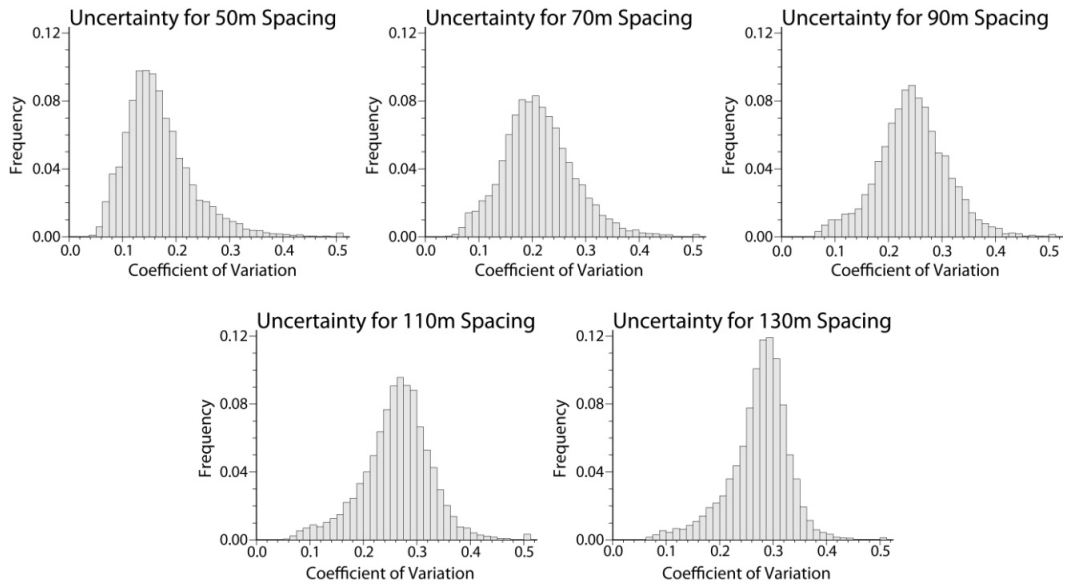 Uncertainty for 50m Spacing
0.12
0.08
0.04
0.00
Frequency
0.0 0.1 0.2 0.3 0.4 0.5
Coefficient of Variation
Uncertainty for 70m Spacing
0.12
0.08
0.04
0.00
Frequency
0.0 0.1 0.2 0.3 0.4 0.5
Coefficient of Variation
Uncertainty for 90m Spacing
0.12
0.08
0.04
0.00
Frequency
0.0 0.1 0.2 0.3 0.4 0.5
Coefficient of Variation
Uncertainty for 110m Spacing
0.12
0.08
0.04
0.00
Frequency
0.0 0.1 0.2 0.3 0.4 0.5
Coefficient of Variation
Uncertainty for 130m Spacing
0.12
0.08
0.04
0.00
Frequency
0.0 0.1 0.2 0.3 0.4 0.5
Coefficient of Variation